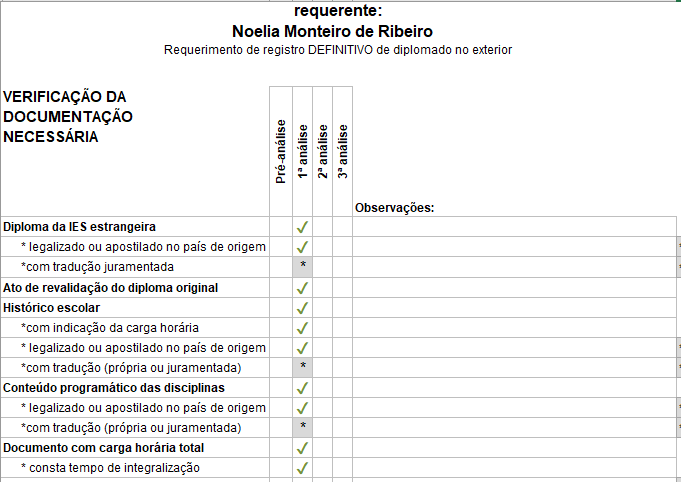 requerente:
Noelia Monteiro de Ribeiro
Requerimento de registro DEFINITIVO de diplomado no exterior
VERIFICAÇÃO DA
DOCUMENTAÇÃO
NECESSÁRIA
Pré-análise
1ª análise
2ª análise
3ª análise
Observações:
Diploma da IES estrangeira ✓
* legalizado ou apostilado no país de origem ✓
*com tradução juramentada *
Ato de revalidação do diploma original ✓
Histórico escolar ✓
*com indicação da carga horária ✓
* legalizado ou apostilado no país de origem ✓
*com tradução (própria ou juramentada) *
Conteúdo programático das disciplinas ✓
* legalizado ou apostilado no país de origem ✓
*com tradução (própria ou juramentada) *
Documento com carga horária total ✓
* consta tempo de integralização ✓